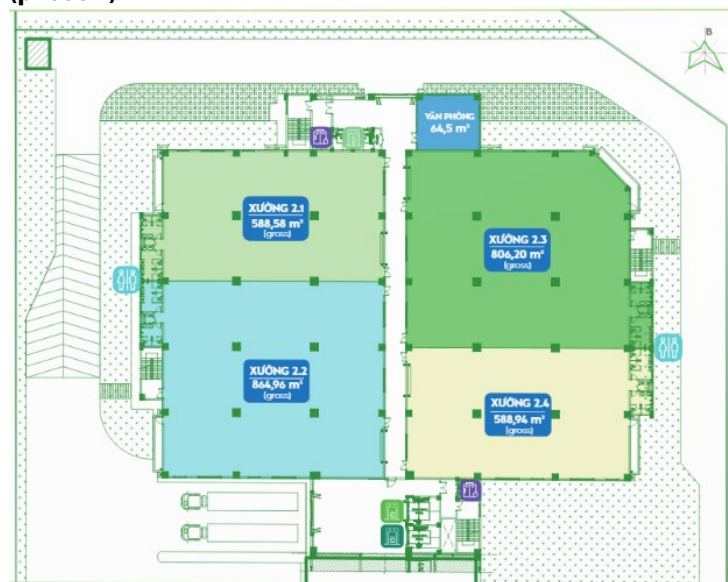 B
VĂN PHÒNG
64,5 m²
XƯỞNG 2.1
588,58 m²
(gross)
XƯỞNG 2.3
806,20 m²
(gross)
XƯỞNG 2.2
864,96 m²
(gross)
XƯỞNG 2.4
588,94 m²
(gross)